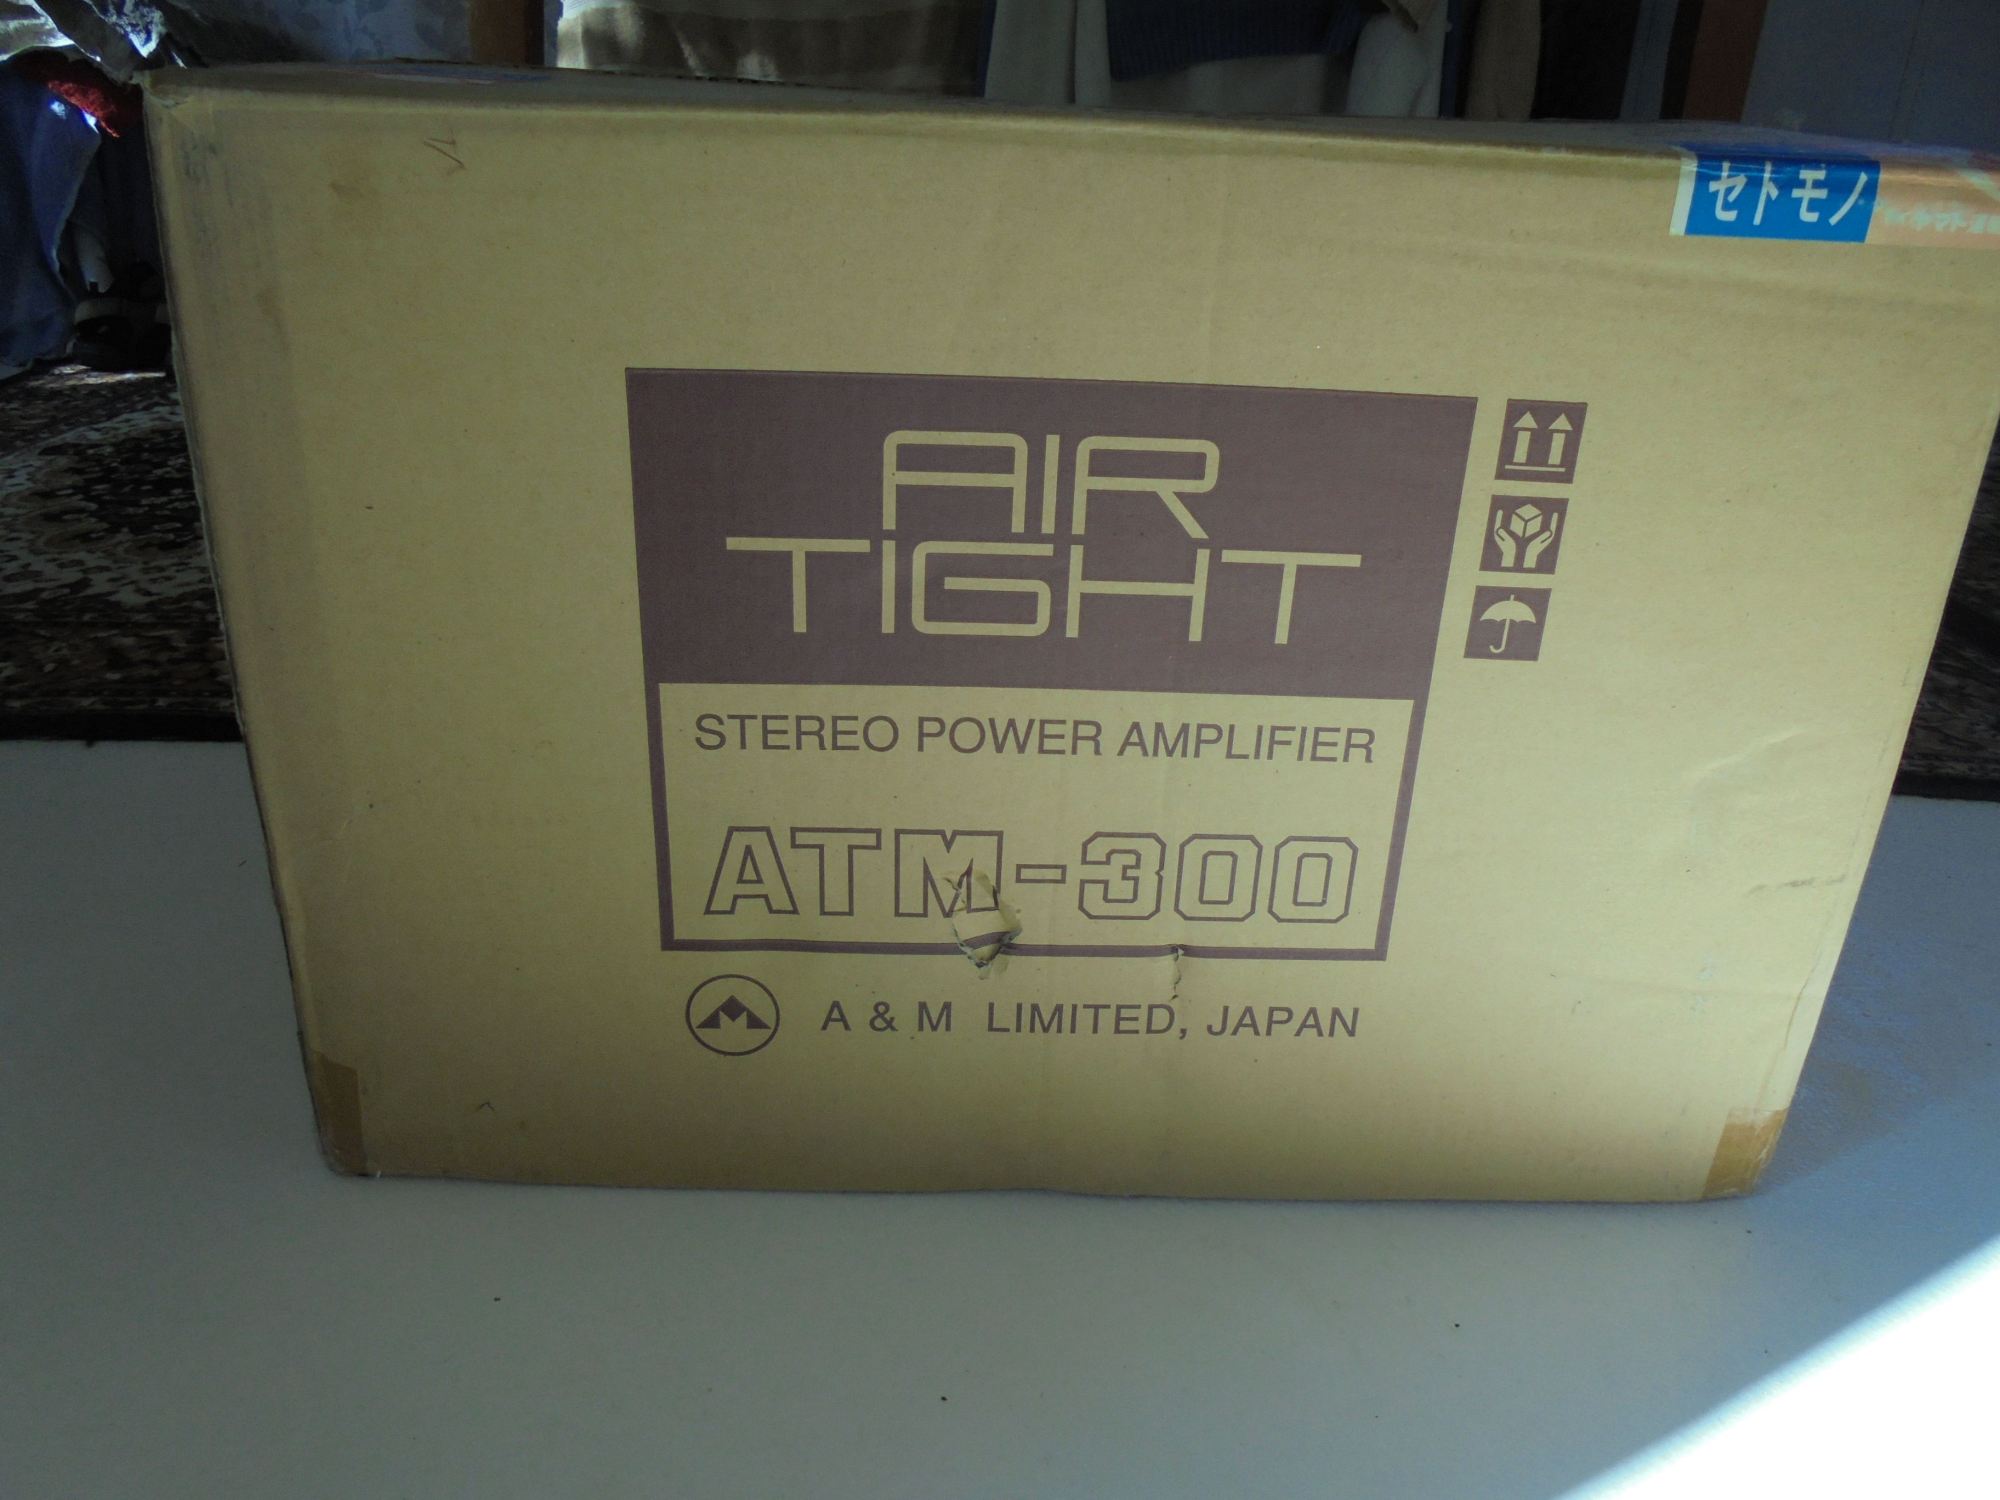 セトモノ
AIR
TIGHT
STEREO POWER AMPLIFIER
ATM-300
A & M LIMITED, JAPAN